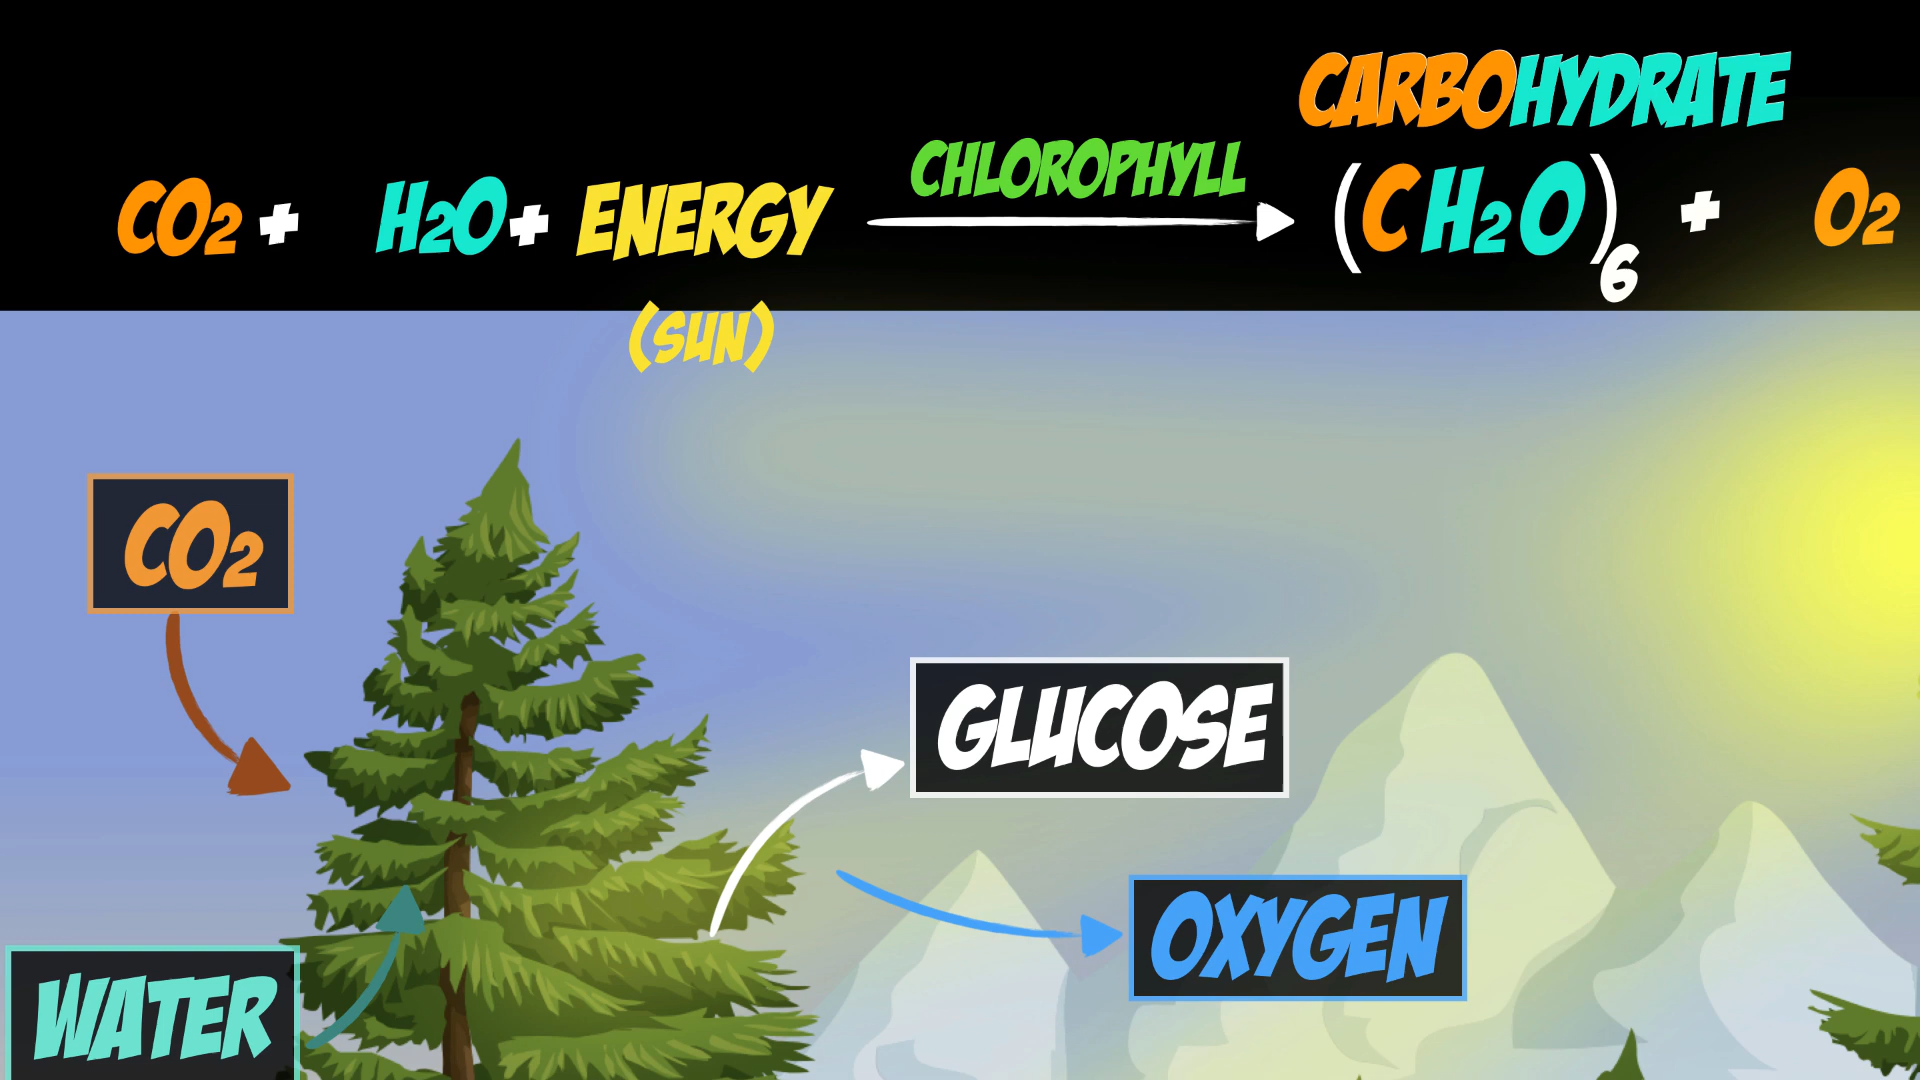 CARBOHYDRATE
CHLOROPHYLL
CO2 + H2O + ENERGY (CH2O)6 + O2
(SUN)
CO2
GLUCOSE
OXYGEN
WATER